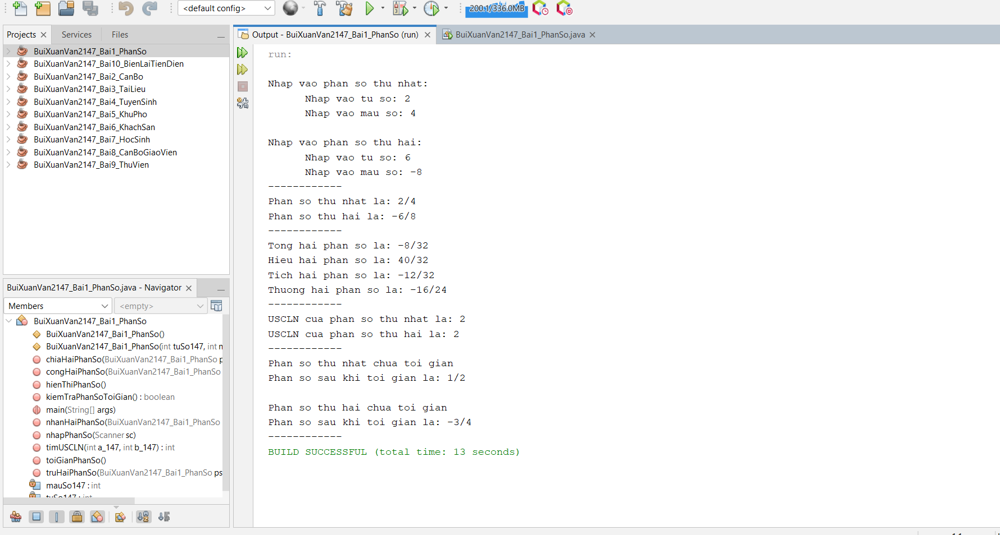 <default config>
200.1/336.0MB
Projects
Services
Files
BuiXuanVan2147_Bai1_PhanSo
BuiXuanVan2147_Bai10_BienLaiTienDien
BuiXuanVan2147_Bai2_CanBo
BuiXuanVan2147_Bai3_TaiLieu
BuiXuanVan2147_Bai4_TuyenSinh
BuiXuanVan2147_Bai5_KhuPho
BuiXuanVan2147_Bai6_KhachSan
BuiXuanVan2147_Bai7_HocSinh
BuiXuanVan2147_Bai8_CanBoGiaoVien
BuiXuanVan2147_Bai9_ThuVien
BuiXuanVan2147_Bai1_PhanSo.java - Navigator
Members
<empty>
BuiXuanVan2147_Bai1_PhanSo
BuiXuanVan2147_Bai1_PhanSo()
BuiXuanVan2147_Bai1_PhanSo(int tuSo147, int
chiaHaiPhanSo(BuiXuanVan2147_Bai1_PhanSo
congHaiPhanSo(BuiXuanVan2147_Bai1_PhanSo
hienThiPhanSo()
kiemTraPhanSoToiGian() : boolean
main(String[] args)
nhanHaiPhanSo(BuiXuanVan2147_Bai1_PhanSo
nhapPhanSo(Scanner sc)
timUSCLN(int a_147, int b_147) : int
toiGianPhanSo()
truHaiPhanSo(BuiXuanVan2147_Bai1_PhanSo ps
mauSo147 : int
tuSo147 : int
Output - BuiXuanVan2147_Bai1_PhanSo (run)
BuiXuanVan2147_Bai1_PhanSo.java
run:
Nhap vao phan so thu nhat:
Nhap vao tu so: 2
Nhap vao mau so: 4
Nhap vao phan so thu hai:
Nhap vao tu so: 6
Nhap vao mau so: -8
------------
Phan so thu nhat la: 2/4
Phan so thu hai la: -6/8
------------
Tong hai phan so la: -8/32
Hieu hai phan so la: 40/32
Tich hai phan so la: -12/32
Thuong hai phan so la: -16/24
------------
USCLN cua phan so thu nhat la: 2
USCLN cua phan so thu hai la: 2
------------
Phan so thu nhat chua toi gian
Phan so sau khi toi gian la: 1/2
Phan so thu hai chua toi gian
Phan so sau khi toi gian la: -3/4
------------
BUILD SUCCESSFUL (total time: 13 seconds)